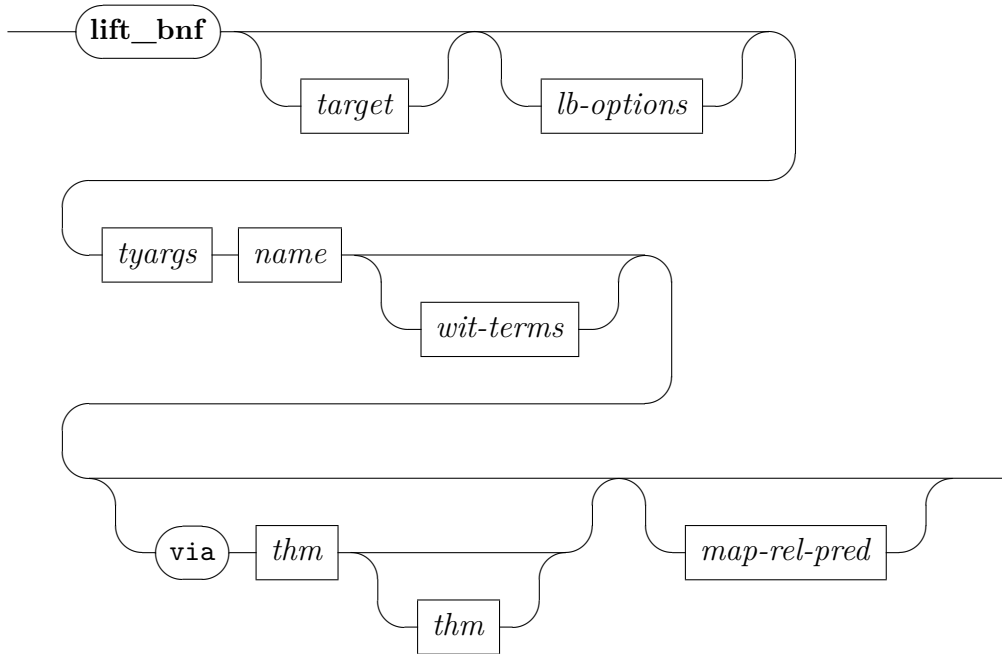 lift_bnf
target lb-options
tyargs name
wit-terms
via thm map-rel-pred
thm